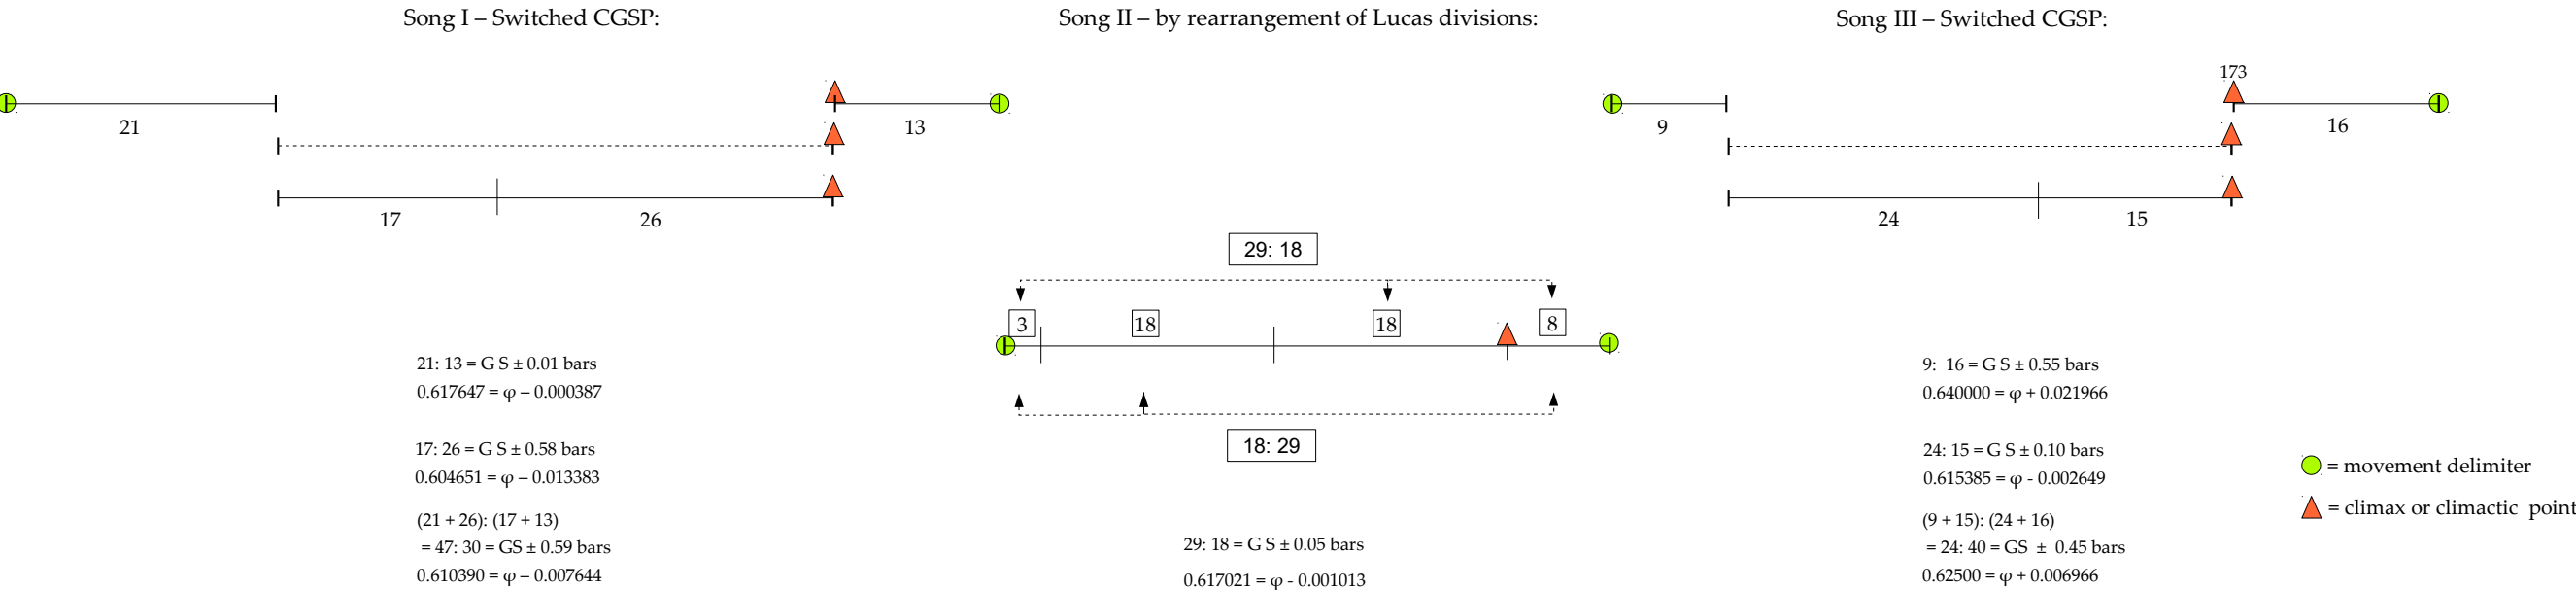 Song I – Switched CGSP:
21
13
17
26
21: 13 = G S ± 0.01 bars
0.617647 = φ – 0.000387
17: 26 = G S ± 0.58 bars
0.604651 = φ – 0.013383
(21 + 26): (17 + 13)
= 47: 30 = GS ± 0.59 bars
0.610390 = φ – 0.007644
Song II – by rearrangement of Lucas divisions:
29: 18
3
18
18
8
18: 29
29: 18 = G S ± 0.05 bars
0.617021 = φ - 0.001013
Song III – Switched CGSP:
173
9
16
24
15
9: 16 = G S ± 0.55 bars
0.640000 = φ + 0.021966
24: 15 = G S ± 0.10 bars
0.615385 = φ - 0.002649
(9 + 15): (24 + 16)
= 24: 40 = GS ± 0.45 bars
0.62500 = φ + 0.006966
= movement delimiter
= climax or climactic point